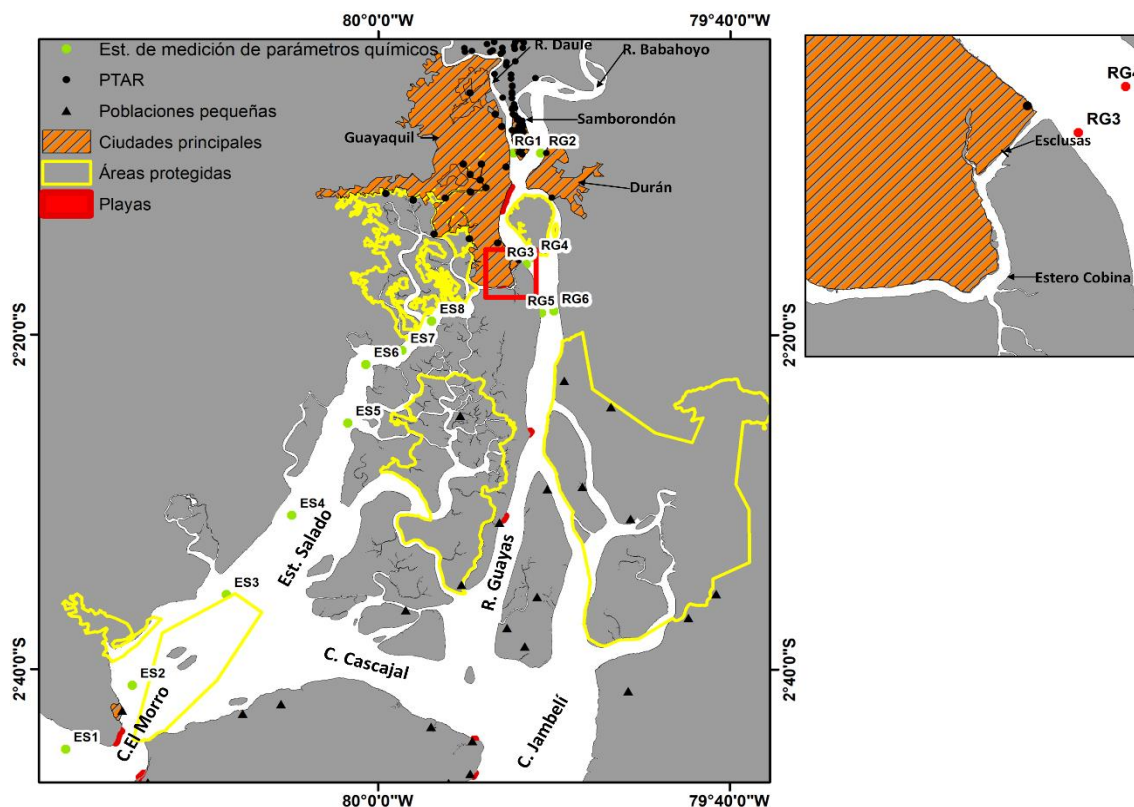 80°0'0"W
79°40'0"W
Est. de medición de parámetros químicos
PTAR
Poblaciones pequeñas
Ciudades principales
Áreas protegidas
Playas
R. Daule
R. Babahoyo
Guayaquil
Samborondón
RG1
RG2
Durán
RG3
RG4
RG5
RG6
ES8
ES7
ES6
ES5
ES4
ES3
ES2
ES1
Est. Salado
R. Guayas
C. Cascajal
C.El Morro
C. Jambelí
2°20'0"S
2°40'0"S
2°20'0"S
2°40'0"S
80°0'0"W
79°40'0"W
RG4
RG3
Esclusas
Estero Cobina